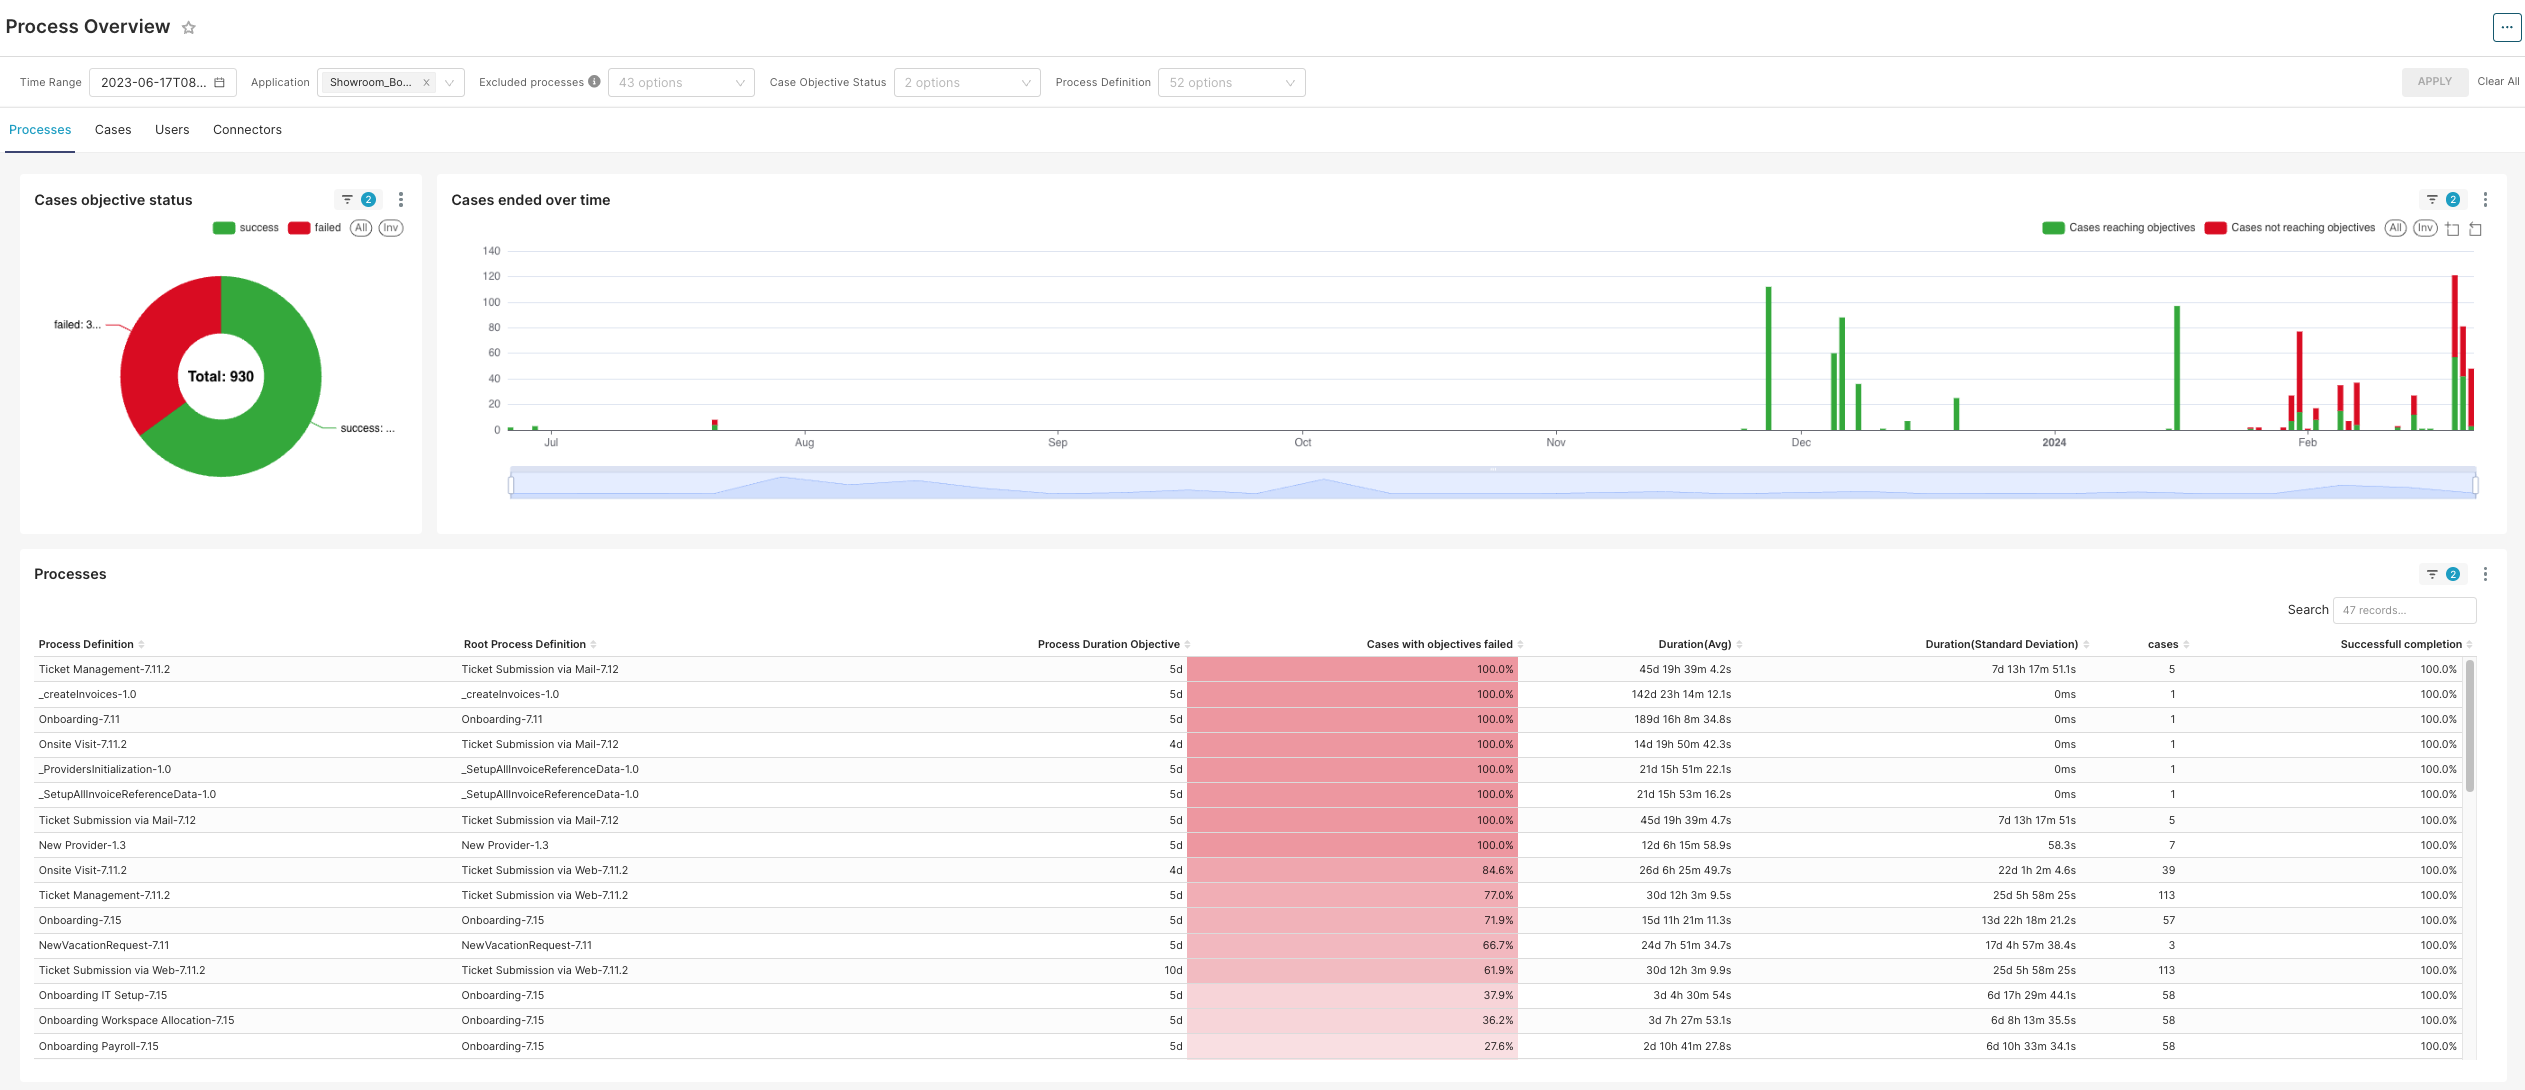 Process Overview
Time Range 2023-06-17T08... Application Showroom_Bo... Excluded processes 43 options Case Objective Status 2 options Process Definition 52 options APPLY Clear All
Processes Cases Users Connectors
Cases objective status 2
success failed All Inv
failed: 3...
Total: 930
success: ...
Cases ended over time 2
Cases reaching objectives Cases not reaching objectives All Inv
140
120
100
80
60
40
20
0
Jul Aug Sep Oct Nov Dec 2024 Feb
Processes 2
Search 47 records...
Process Definition Root Process Definition Process Duration Objective Cases with objectives failed Duration(Avg) Duration(Standard Deviation) cases Successfull completion
Ticket Management-7.11.2 Ticket Submission via Mail-7.12 5d 100.0% 45d 19h 39m 4.2s 7d 13h 17m 51.1s 5 100.0%
_createInvoices-1.0 _createInvoices-1.0 5d 100.0% 142d 23h 14m 12.1s 0ms 1 100.0%
Onboarding-7.11 Onboarding-7.11 5d 100.0% 189d 16h 8m 34.8s 0ms 1 100.0%
Onsite Visit-7.11.2 Ticket Submission via Mail-7.12 4d 100.0% 14d 19h 50m 42.3s 0ms 1 100.0%
_ProvidersInitialization-1.0 _SetupAllInvoiceReferenceData-1.0 5d 100.0% 21d 15h 51m 22.1s 0ms 1 100.0%
_SetupAllInvoiceReferenceData-1.0 _SetupAllInvoiceReferenceData-1.0 5d 100.0% 21d 15h 53m 16.2s 0ms 1 100.0%
Ticket Submission via Mail-7.12 Ticket Submission via Mail-7.12 5d 100.0% 45d 19h 39m 4.7s 7d 13h 17m 51s 5 100.0%
New Provider-1.3 New Provider-1.3 5d 100.0% 12d 6h 15m 58.9s 58.3s 7 100.0%
Onsite Visit-7.11.2 Ticket Submission via Web-7.11.2 4d 84.6% 26d 6h 25m 49.7s 22d 1h 2m 4.6s 39 100.0%
Ticket Management-7.11.2 Ticket Submission via Web-7.11.2 5d 77.0% 30d 12h 3m 9.5s 25d 5h 58m 25s 113 100.0%
Onboarding-7.15 Onboarding-7.15 5d 71.9% 15d 11h 21m 11.3s 13d 22h 18m 21.2s 57 100.0%
NewVacationRequest-7.11 NewVacationRequest-7.11 5d 66.7% 24d 7h 51m 34.7s 17d 4h 57m 38.4s 3 100.0%
Ticket Submission via Web-7.11.2 Ticket Submission via Web-7.11.2 10d 61.9% 30d 12h 3m 9.9s 25d 5h 58m 25s 113 100.0%
Onboarding IT Setup-7.15 Onboarding-7.15 5d 37.9% 3d 4h 30m 54s 6d 17h 29m 44.1s 58 100.0%
Onboarding Workspace Allocation-7.15 Onboarding-7.15 5d 36.2% 3d 7h 27m 53.1s 6d 8h 13m 35.5s 58 100.0%
Onboarding Payroll-7.15 Onboarding-7.15 5d 27.6% 2d 10h 41m 27.8s 6d 10h 33m 34.1s 58 100.0%